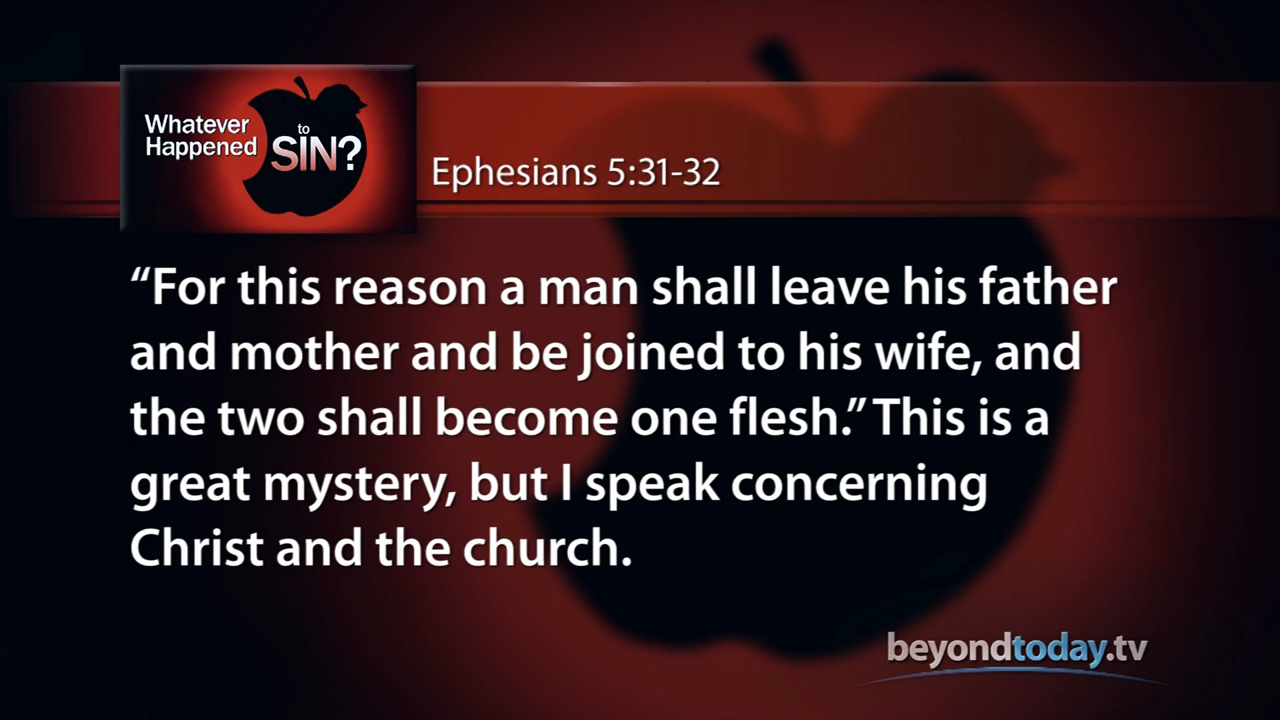 Whatever
Happened
to
SIN?
Ephesians 5:31-32
“For this reason a man shall leave his father
and mother and be joined to his wife, and
the two shall become one flesh.” This is a
great mystery, but I speak concerning
Christ and the church.
beyondtoday.tv